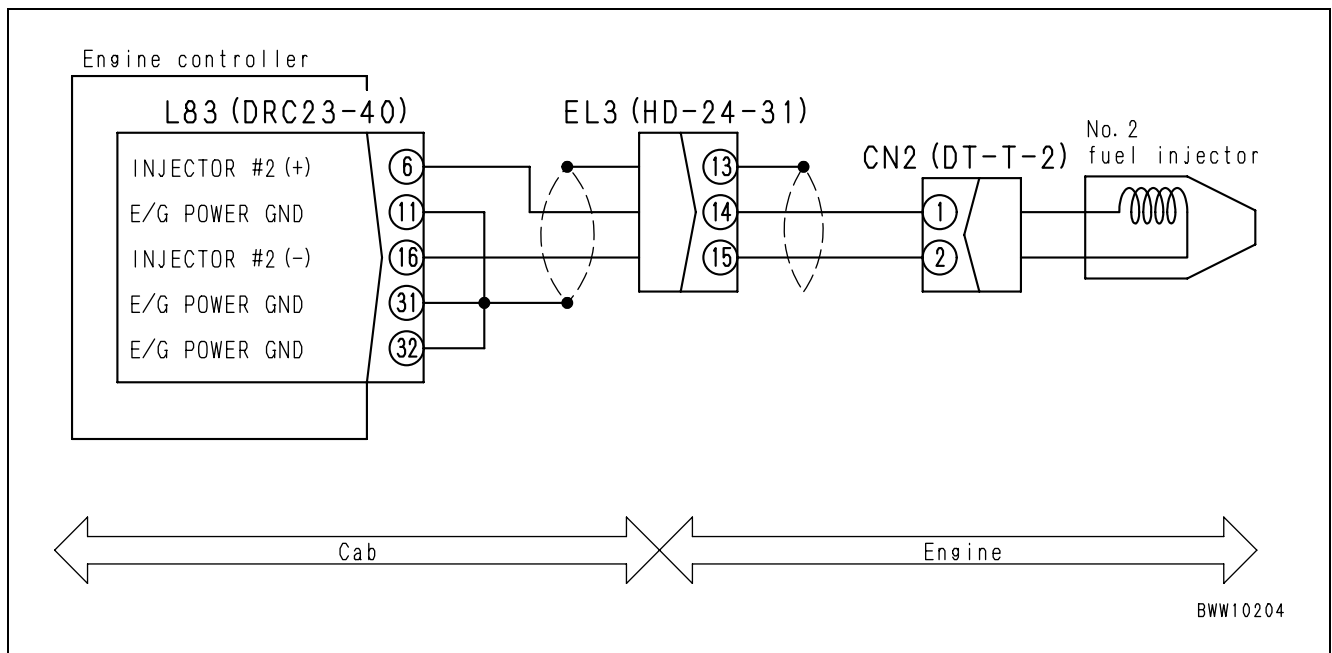 Engine controller
L83 (DRC23-40)
INJECTOR #2 (+)
6
E/G POWER GND
11
INJECTOR #2 (-)
16
E/G POWER GND
31
E/G POWER GND
32
EL3 (HD-24-31)
13
14
15
CN2 (DT-T-2)
1
2
No. 2
fuel injector
Cab
Engine
BWW10204